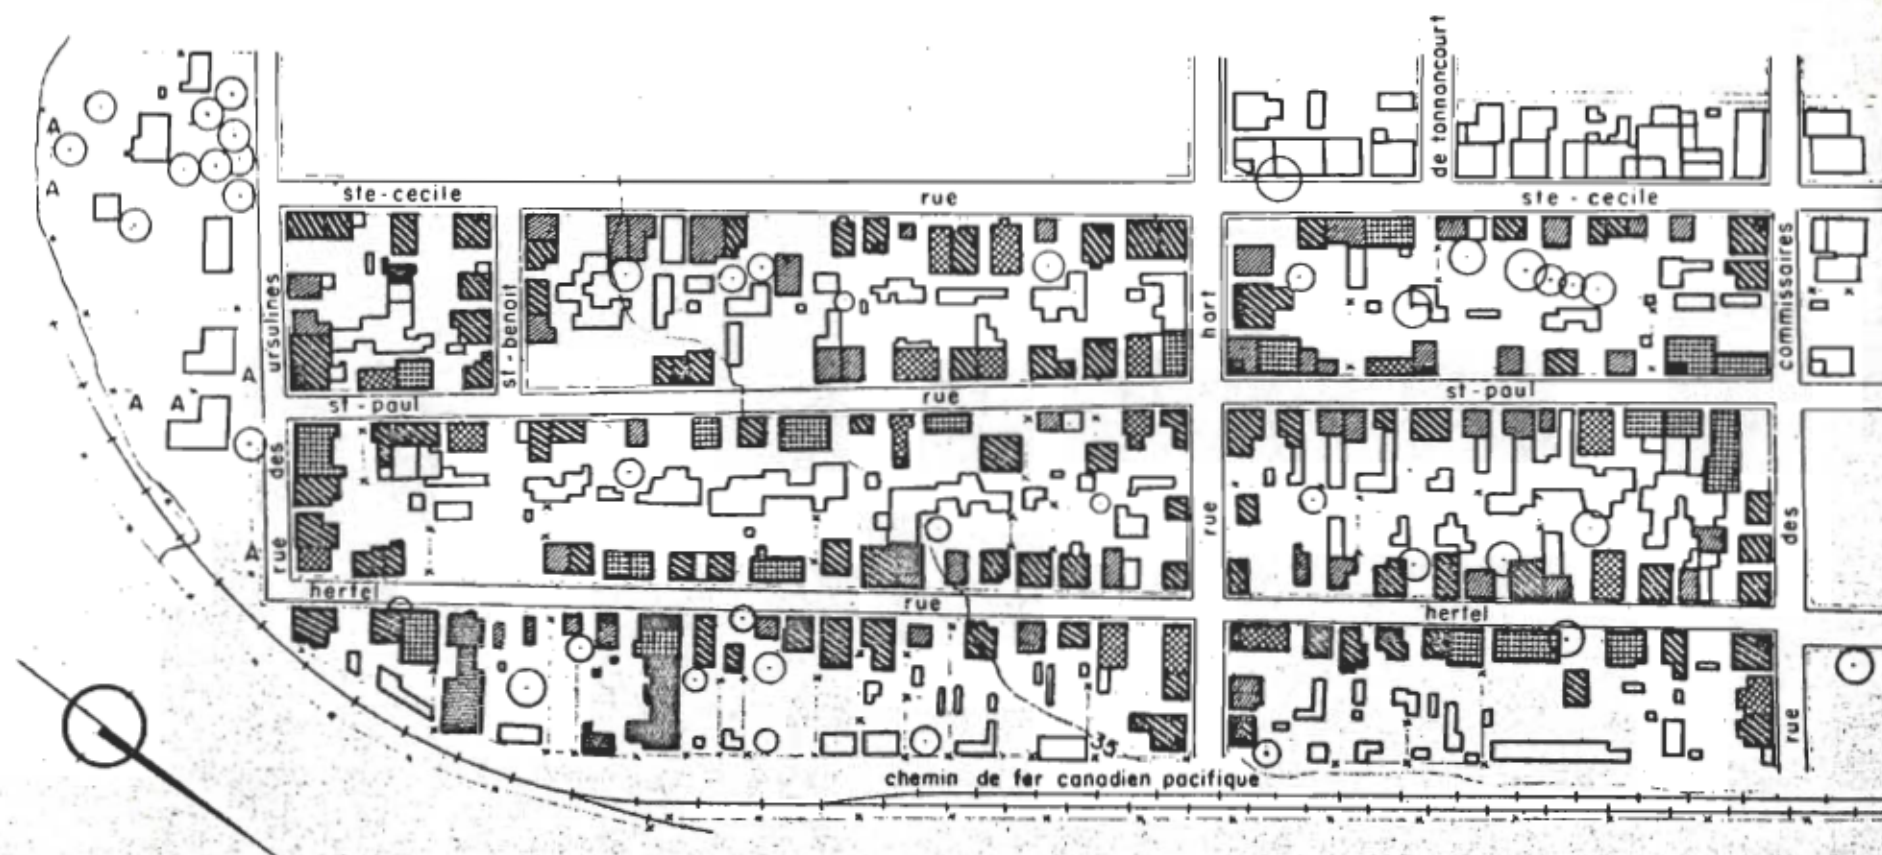 de tonnancourt
ste-cecile
rue
ste-cecile
ursulines
des
rue
st-benoit
hart
rue
commissaires
des
rue
st-paul
rue
st-paul
hertel
rue
hertel
35
chemin de fer canadien pacifique
A
A
A
A
A
A